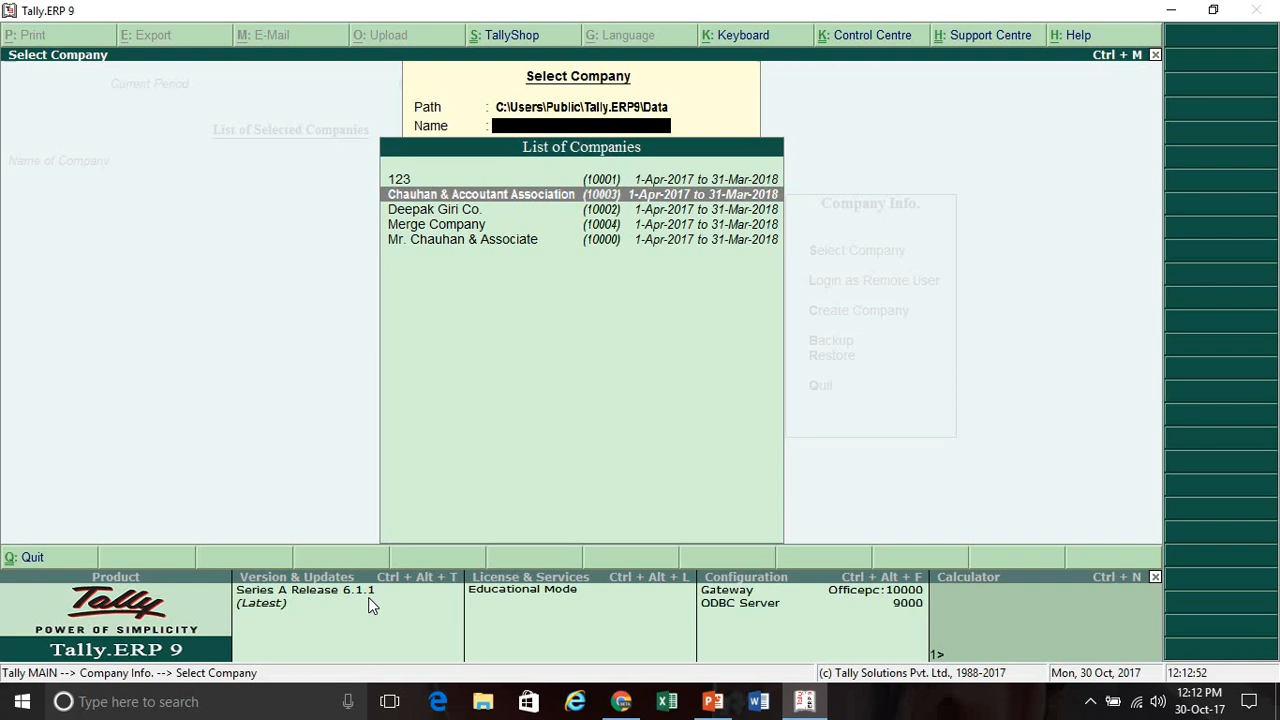 Tally.ERP 9
P: Print E: Export M: E-Mail O: Upload S: TallyShop G: Language K: Keyboard K: Control Centre H: Support Centre H: Help
Select Company Ctrl + M
Current Period
Select Company
Path : C:\Users\Public\Tally.ERP9\Data
Name :
List of Selected Companies
Name of Company
List of Companies
123 (10001) 1-Apr-2017 to 31-Mar-2018
Chauhan & Accoutant Association (10003) 1-Apr-2017 to 31-Mar-2018
Deepak Giri Co. (10002) 1-Apr-2017 to 31-Mar-2018
Merge Company (10004) 1-Apr-2017 to 31-Mar-2018
Mr. Chauhan & Associate (10000) 1-Apr-2017 to 31-Mar-2018
Company Info.
Select Company
Login as Remote User
Create Company
Backup
Restore
Quit
Q: Quit
Product
Tally
POWER OF SIMPLICITY
Tally.ERP 9
Version & Updates Ctrl + Alt + T
Series A Release 6.1.1
(Latest)
License & Services Ctrl + Alt + L
Educational Mode
Configuration Ctrl + Alt + F
Gateway Officepc:10000
ODBC Server 9000
Calculator Ctrl + N
1>
Tally MAIN --> Company Info. --> Select Company (c) Tally Solutions Pvt. Ltd., 1988-2017 Mon, 30 Oct, 2017 12:12:52
Type here to search
12:12 PM
30-Oct-17